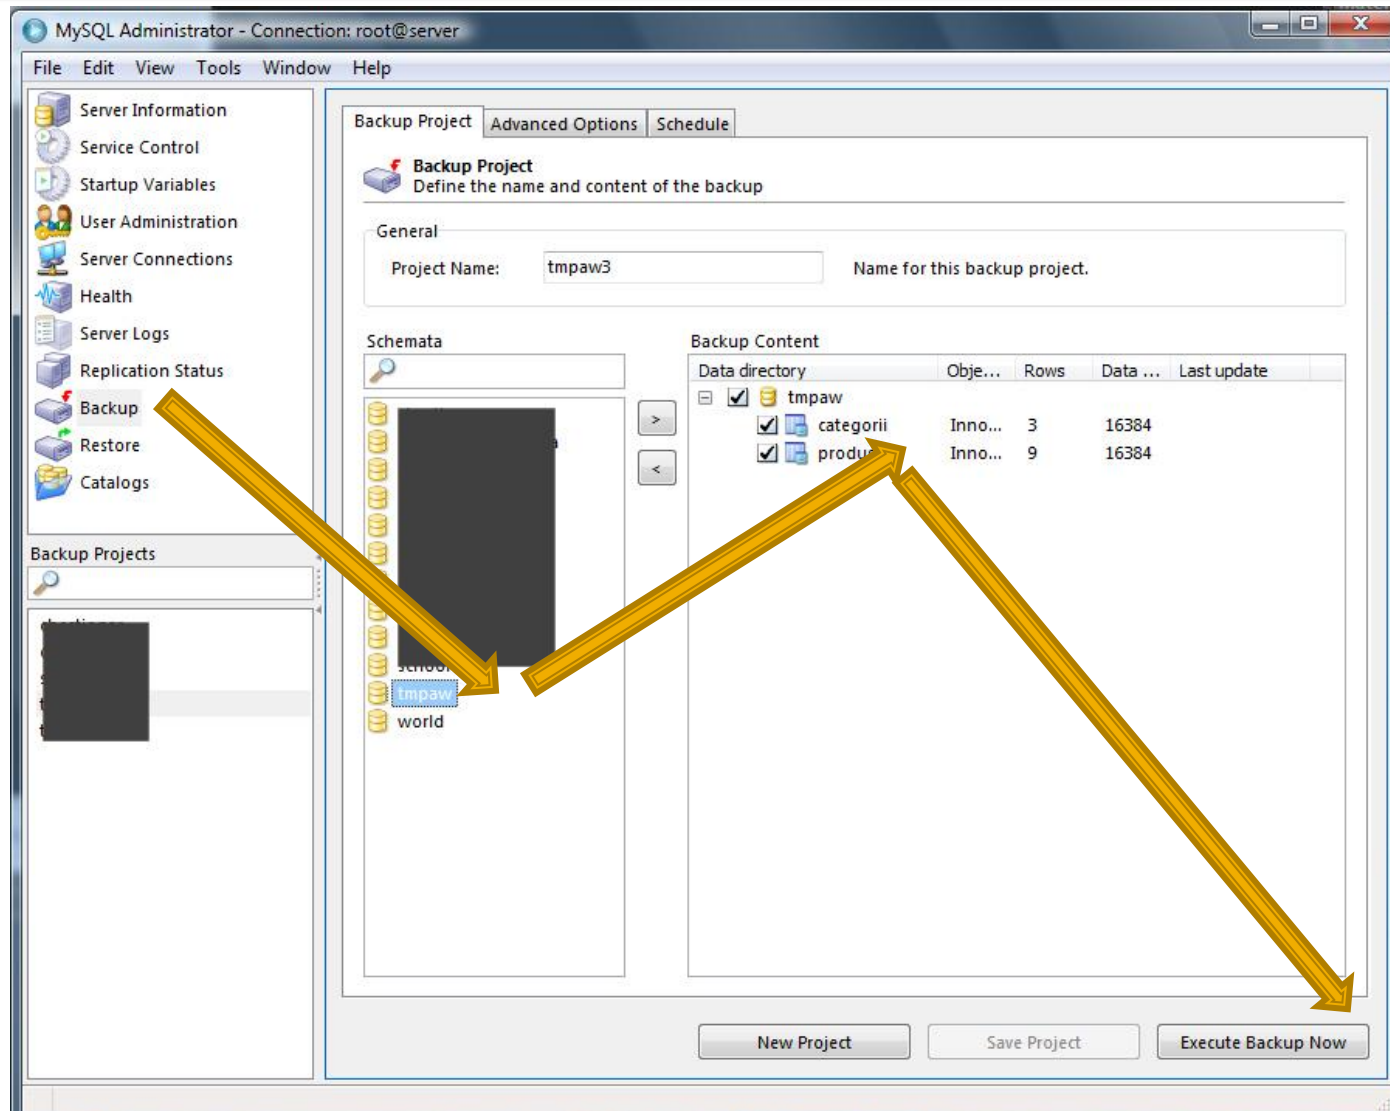 MySQL Administrator - Connection: root@server
File Edit View Tools Window Help
Server Information
Service Control
Startup Variables
User Administration
Server Connections
Health
Server Logs
Replication Status
Backup
Restore
Catalogs
Backup Projects
Backup Project Advanced Options Schedule
Backup Project
Define the name and content of the backup
General
Project Name: tmpaw3 Name for this backup project.
Schemata
tmpaw
world
>
<
Backup Content
Data directory Obje... Rows Data ... Last update
tmpaw
categorii Inno... 3 16384
Inno... 9 16384
New Project Save Project Execute Backup Now